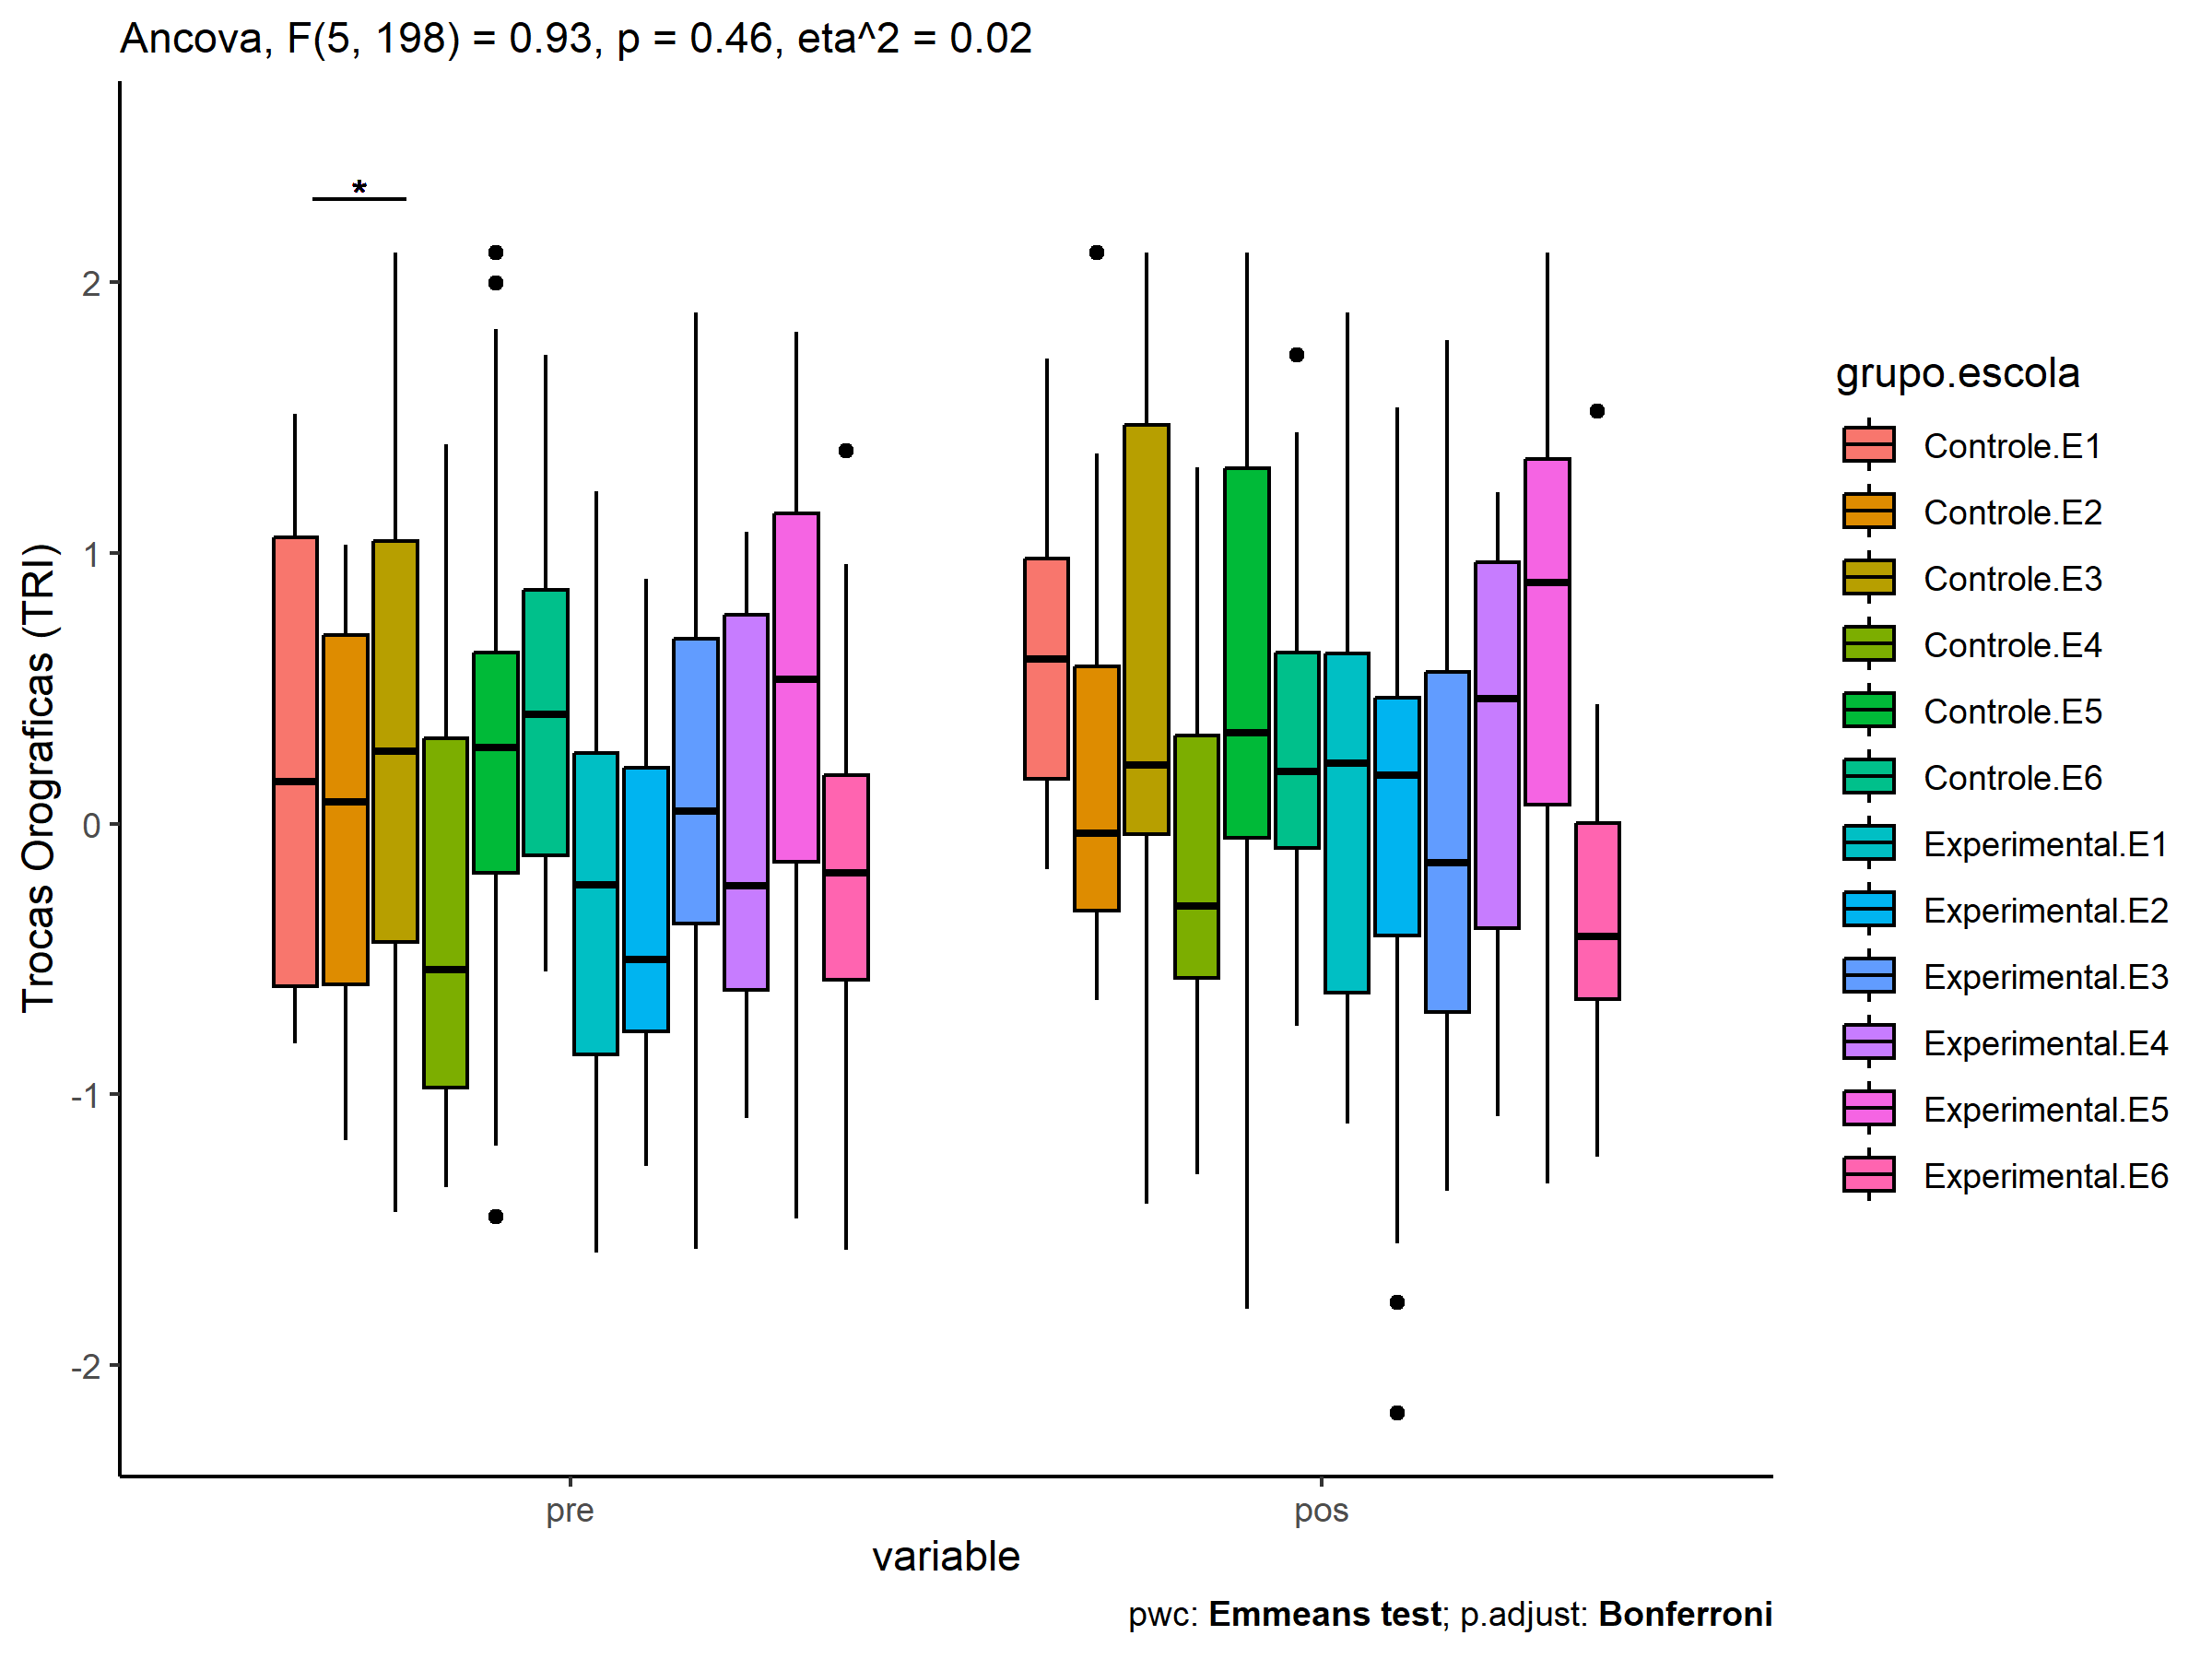 Ancova, F(5, 198) = 0.93, p = 0.46, eta^2 = 0.02
*
Trocas Orograficas (TRI)
2
1
0
-1
-2
pre
pos
variable
grupo.escola
Controle.E1
Controle.E2
Controle.E3
Controle.E4
Controle.E5
Controle.E6
Experimental.E1
Experimental.E2
Experimental.E3
Experimental.E4
Experimental.E5
Experimental.E6
pwc: Emmeans test; p.adjust: Bonferroni